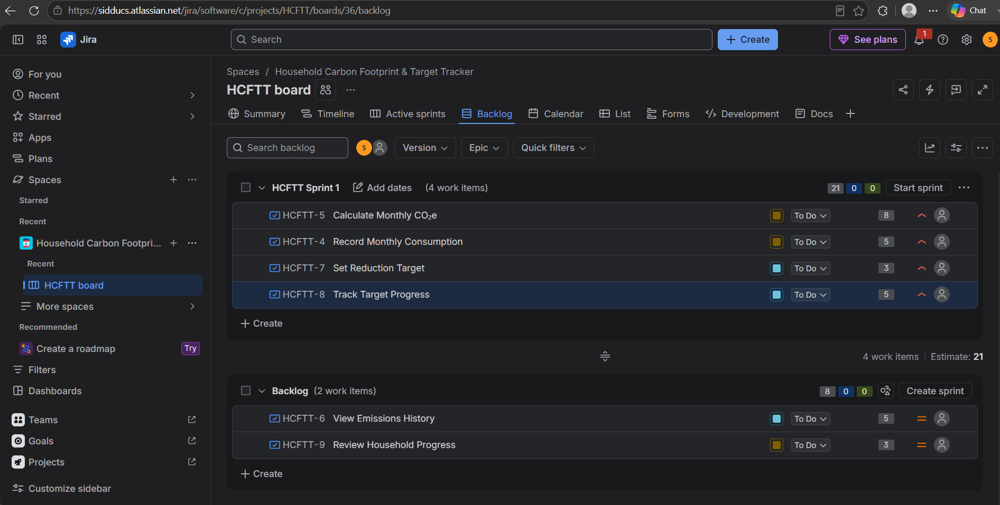 https://sidducs.atlassian.net/jira/software/c/projects/HCFTT/boards/36/backlog
Chat
Jira
Search
Create
See plans
1
S
For you
Recent
Starred
Apps
Plans
Spaces
Starred
Recent
Household Carbon Footpri...
Recent
HCFTT board
More spaces
Recommended
Create a roadmap
Try
Filters
Dashboards
Teams
Goals
Projects
Customize sidebar
Spaces / Household Carbon Footprint & Target Tracker
HCFTT board
Summary Timeline Active sprints Backlog Calendar List Forms Development Docs
Search backlog S Version Epic Quick filters
HCFTT Sprint 1 Add dates (4 work items) 21 0 0 Start sprint
HCFTT-5 Calculate Monthly CO₂e To Do 8
HCFTT-4 Record Monthly Consumption To Do 5
HCFTT-7 Set Reduction Target To Do 3
HCFTT-8 Track Target Progress To Do 5
Create
4 work items Estimate: 21
Backlog (2 work items) 8 0 0 Create sprint
HCFTT-6 View Emissions History To Do 5
HCFTT-9 Review Household Progress To Do 3
Create